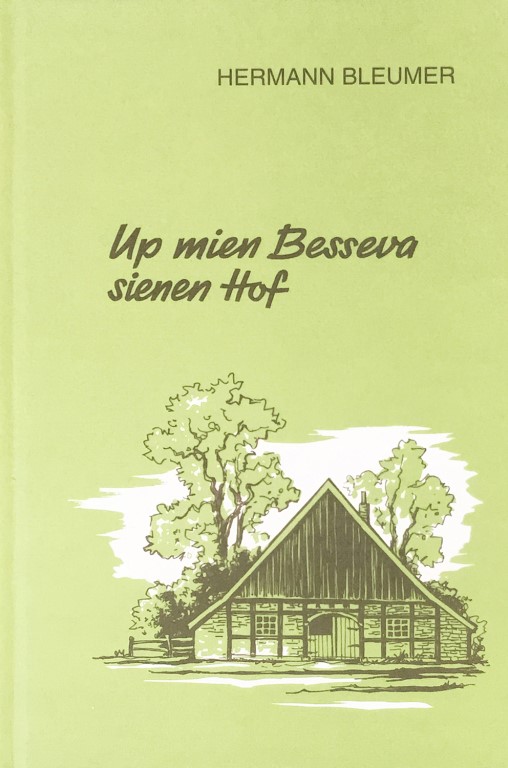 HERMANN BLEUMER
Up mien Besseva
sienen Hof